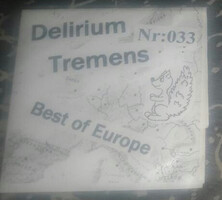 Delirium Nr:033
Tremens
Best of Europe